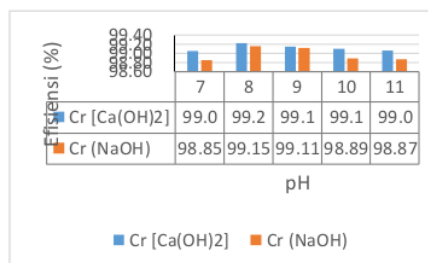 Efisiensi (%)
99.40
99.20
99.00
98.80
98.60
7 8 9 10 11
Cr [Ca(OH)2] 99.0 99.2 99.1 99.1 99.0
Cr (NaOH) 98.85 99.15 99.11 98.89 98.87
pH
Cr [Ca(OH)2] Cr (NaOH)